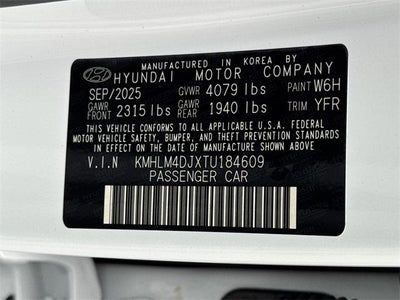 MANUFACTURED IN KOREA BY
HYUNDAI MOTOR COMPANY
SEP/2025 GVWR 4079 lbs PAINT W6H
GAWR FRONT 2315 lbs GAWR REAR 1940 lbs TRIM YFR
THIS VEHICLE CONFORMS TO ALL APPLICABLE U.S. FEDERAL
MOTOR VEHICLE SAFETY, BUMPER, AND THEFT PREVENTION STANDARDS
IN EFFECT ON THE DATE OF MANUFACTURE SHOWN ABOVE.
V.I.N KMHLM4DJXTU184609
PASSENGER CAR